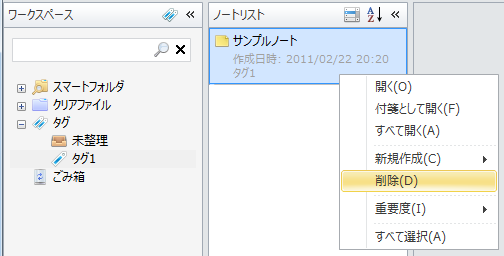 ワークスペース
スマートフォルダ
クリアファイル
タグ
未整理
タグ1
ごみ箱
ノートリスト
サンプルノート
作成日時: 2011/02/22 20:20
タグ1
開く(O)
付箋として開く(F)
すべて開く(A)
新規作成(C)
削除(D)
重要度(I)
すべて選択(A)